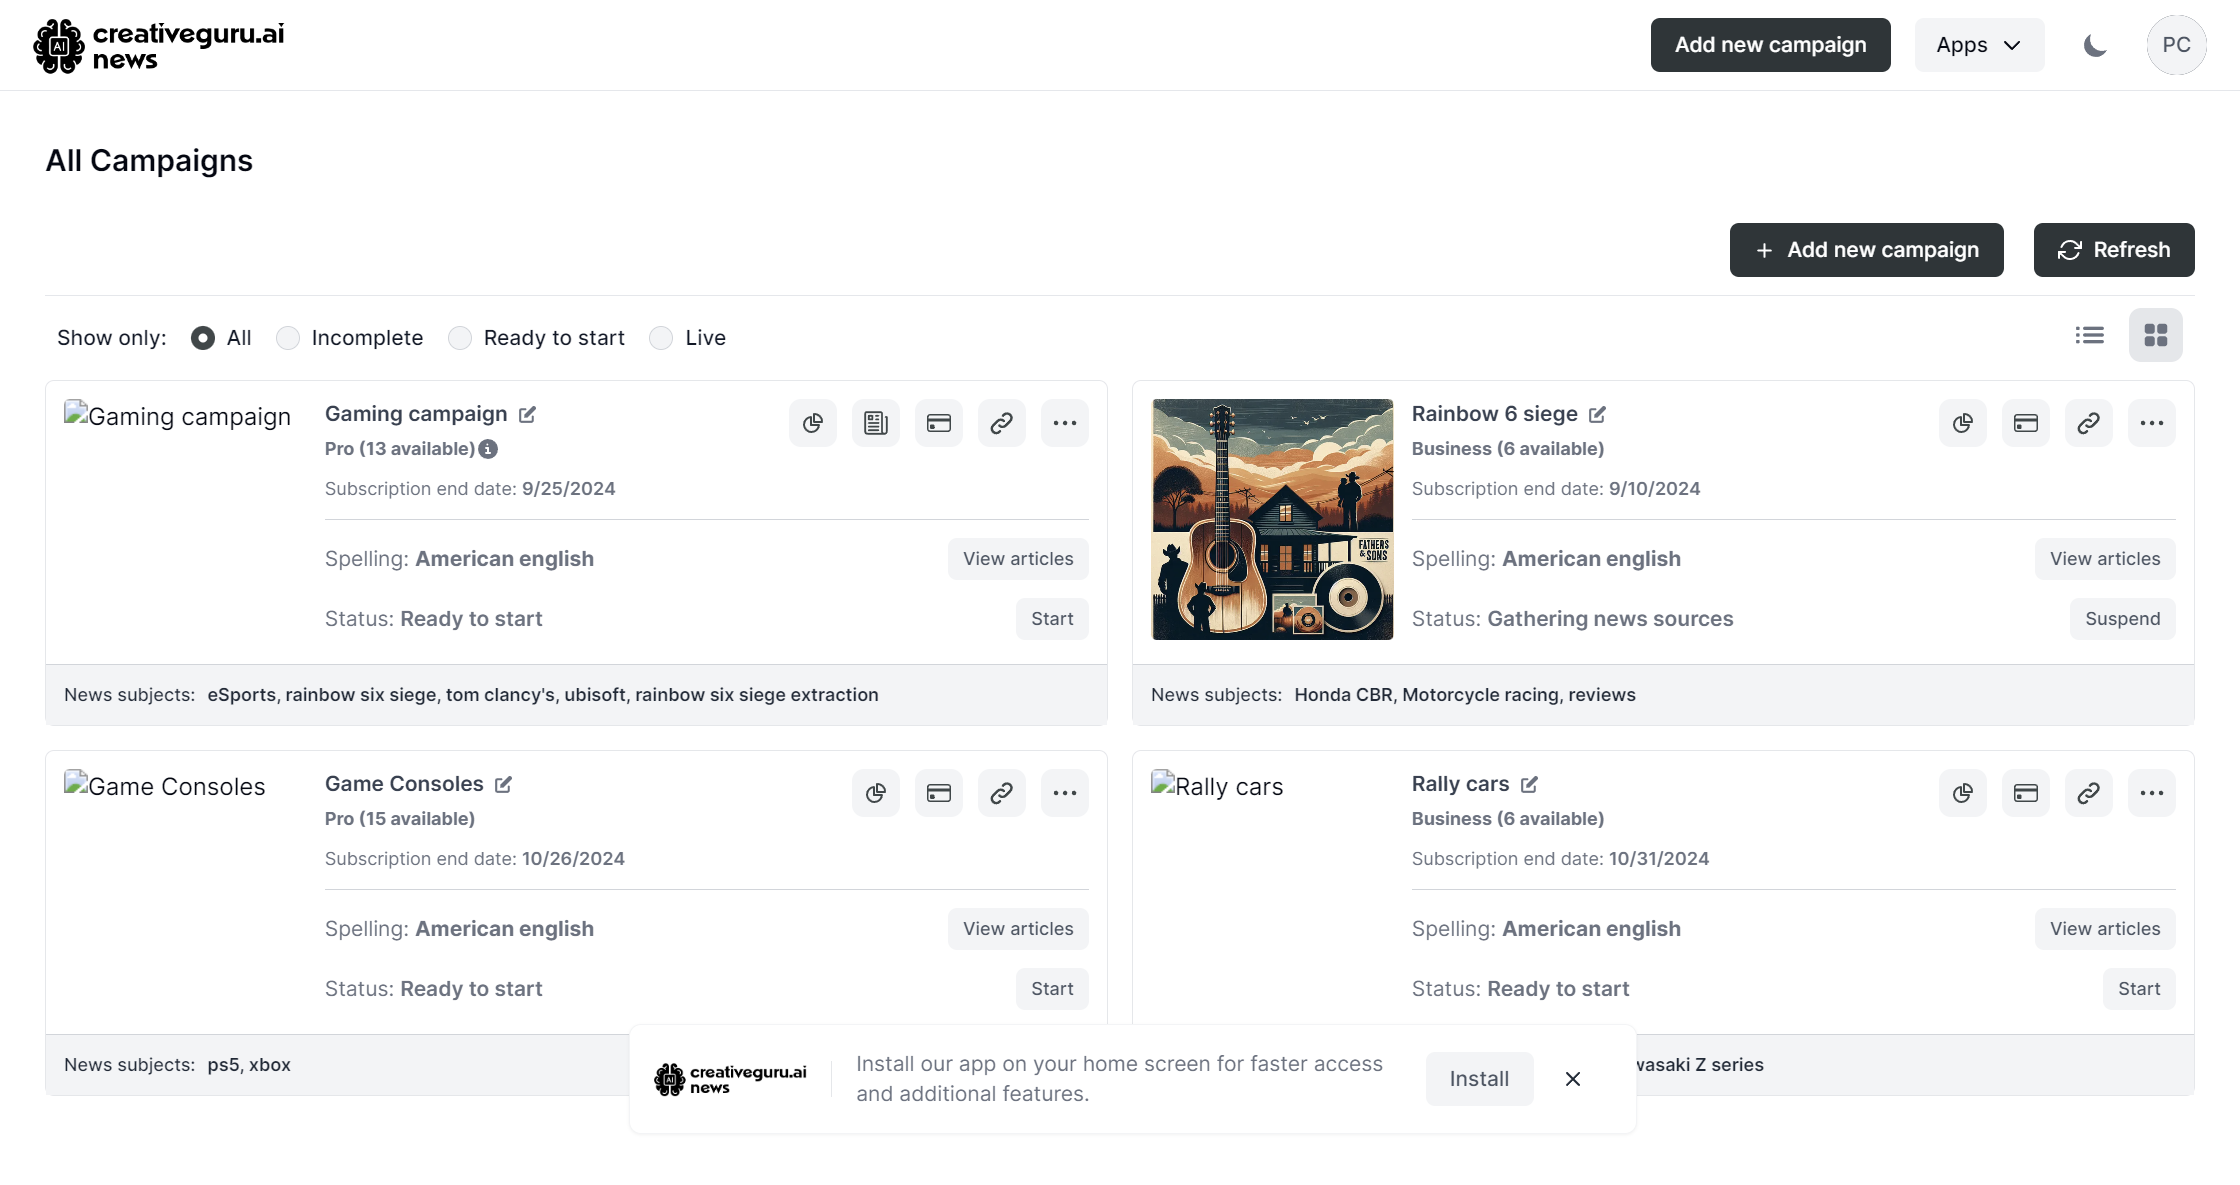 creativeguru.ai
news
Add new campaign
Apps
PC
All Campaigns
Add new campaign
Refresh
Show only:
All
Incomplete
Ready to start
Live
Gaming campaign
Gaming campaign
Pro (13 available)
Subscription end date: 9/25/2024
Spelling: American english
View articles
Status: Ready to start
Start
News subjects: eSports, rainbow six siege, tom clancy's, ubisoft, rainbow six siege extraction
FATHERS
& SONS
Rainbow 6 siege
Business (6 available)
Subscription end date: 9/10/2024
Spelling: American english
View articles
Status: Gathering news sources
Suspend
News subjects: Honda CBR, Motorcycle racing, reviews
Game Consoles
Game Consoles
Pro (15 available)
Subscription end date: 10/26/2024
Spelling: American english
View articles
Status: Ready to start
Start
News subjects: ps5, xbox
Rally cars
Rally cars
Business (6 available)
Subscription end date: 10/31/2024
Spelling: American english
View articles
Status: Ready to start
Start
wasaki Z series
creativeguru.ai
news
Install our app on your home screen for faster access
and additional features.
Install